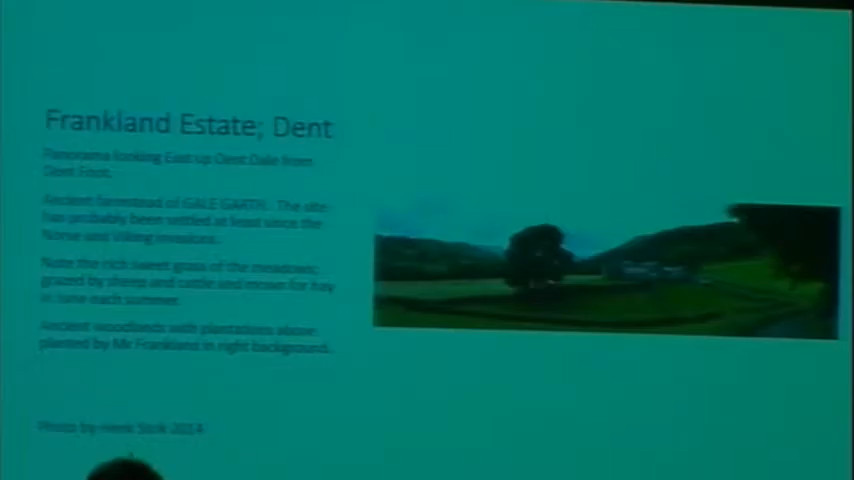 Frankland Estate; Dent
Panorama looking East up Dent Dale from
Dent Foot.
Ancient farmstead of GALE GARTH. The site
has probably been settled at least since the
Norse and Viking invasions.
Note the rich sweet grass of the meadows;
grazed by sheep and cattle and mown for hay
in June each summer.
Ancient woodlands with plantations above
planted by Mr Frankland in right background.
Photo by Henk 2014